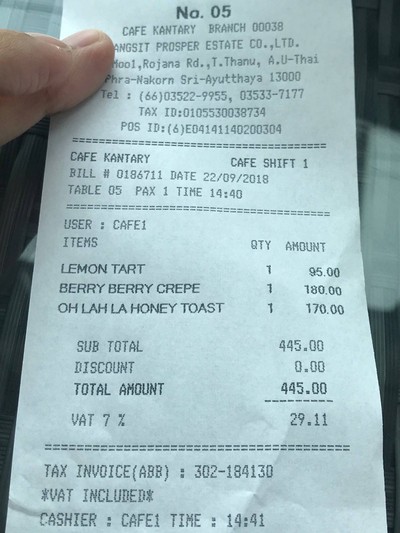 No. 05
CAFE KANTARY BRANCH 00038
ANGSIT PROSPER ESTATE CO.,LTD.
Moo1,Rojana Rd.,T.Thanu, A.U-Thai
Phra-Nakorn Sri-Ayutthaya 13000
Tel : (66)03522-9955, 03533-7177
TAX ID:0105530038734
POS ID:(6)E04141140200304
CAFE KANTARY CAFE SHIFT 1
BILL # 0186711 DATE 22/09/2018
TABLE 05 PAX 1 TIME 14:40
USER : CAFE1
ITEMS QTY AMOUNT
LEMON TART 1 95.00
BERRY BERRY CREPE 1 180.00
OH LAH LA HONEY TOAST 1 170.00
SUB TOTAL 445.00
DISCOUNT 0.00
TOTAL AMOUNT 445.00
VAT 7 % 29.11
TAX INVOICE(ABB) : 302-184130
*VAT INCLUDED*
CASHIER : CAFE1 TIME : 14:41